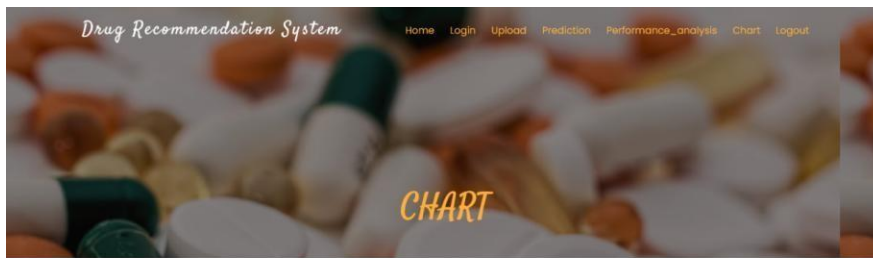 Drug Recommendation System
Home Login Upload Prediction Performance_analysis Chart Logout
CHART